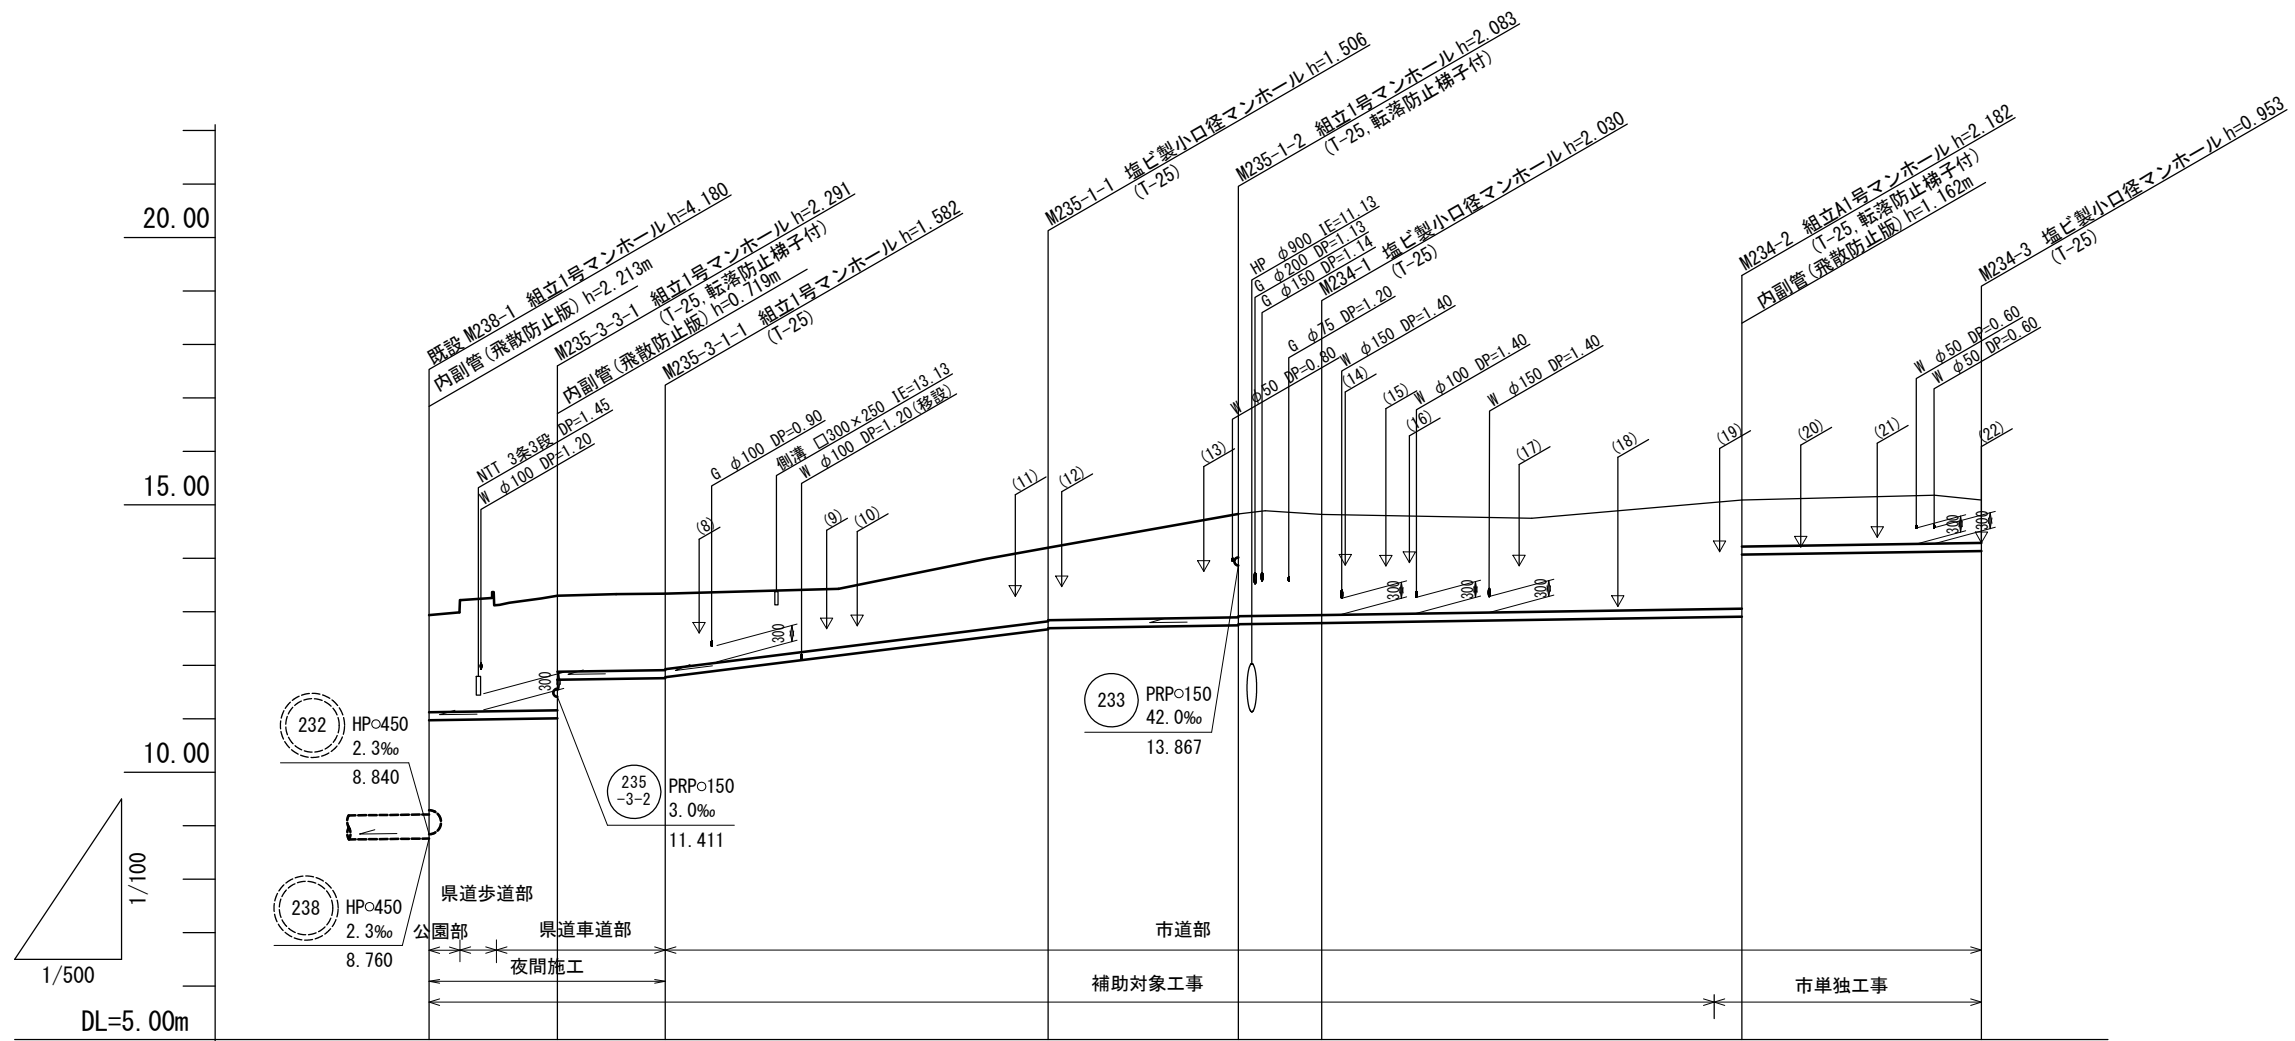 20.00
15.00
10.00
DL=5.00m
1/100
1/500
既設 M238-1 組立1号マンホール h=4.180
内副管(飛散防止版) h=2.213m
M235-3-3-1 組立1号マンホール h=2.291
(T-25,転落防止梯子付)
内副管(飛散防止版) h=0.719m
M235-3-1-1 組立1号マンホール h=1.582
(T-25)
M235-1-1 塩ビ製小口径マンホール h=1.506
(T-25)
M235-1-2 組立1号マンホール h=2.083
(T-25,転落防止梯子付)
HP φ900 IE=11.13
G φ200 DP=1.13
G φ150 DP=1.14
M234-1 塩ビ製小口径マンホール h=2.030
(T-25)
M234-2 組立A1号マンホール h=2.182
(T-25,転落防止梯子付)
内副管(飛散防止版) h=1.162m
M234-3 塩ビ製小口径マンホール h=0.953
(T-25)
NTT 3条3段 DP=1.45
W φ100 DP=1.20
G φ100 DP=0.90
側溝 □300×250 IE=13.13
W φ100 DP=1.20(移設)
W φ50 DP=0.80
G φ75 DP=1.20
W φ150 DP=1.40
W φ100 DP=1.40
W φ150 DP=1.40
W φ50 DP=0.60
W φ50 DP=0.60
(8)
(9)
(10)
(11)
(12)
(13)
(14)
(15)
(16)
(17)
(18)
(19)
(20)
(21)
(22)
300
300
300
300
300
300
300
232
HP○450
2.3‰
8.840
238
HP○450
2.3‰
8.760
235
-3-2
PRP○150
3.0‰
11.411
233
PRP○150
42.0‰
13.867
県道歩道部
公園部
県道車道部
市道部
夜間施工
補助対象工事
市単独工事